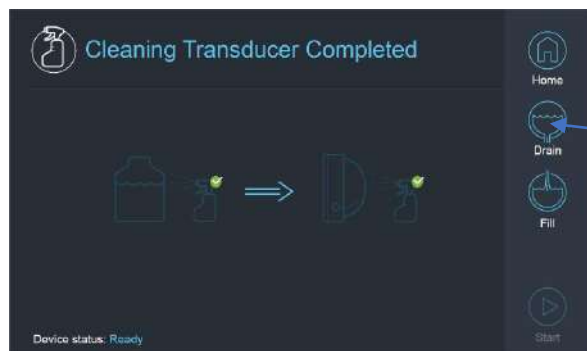 Cleaning Transducer Completed
Home
Drain
Fill
Start
Device status: Ready